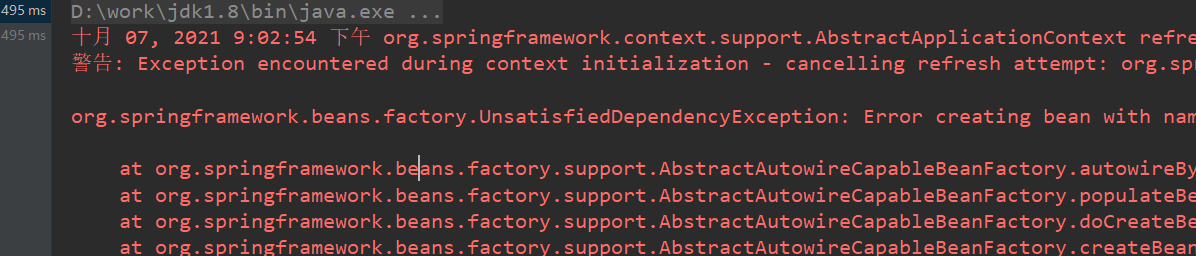 495 ms D:\work\jdk1.8\bin\java.exe ...
495 ms 十月 07, 2021 9:02:54 下午 org.springframework.context.support.AbstractApplicationContext refre
警告: Exception encountered during context initialization - cancelling refresh attempt: org.sp
org.springframework.beans.factory.UnsatisfiedDependencyException: Error creating bean with nam
at org.springframework.beans.factory.support.AbstractAutowireCapableBeanFactory.autowireBy
at org.springframework.beans.factory.support.AbstractAutowireCapableBeanFactory.populateBe
at org.springframework.beans.factory.support.AbstractAutowireCapableBeanFactory.doCreateBe
at org.springframework.beans.factory.support.AbstractAutowireCapableBeanFactory.createBean